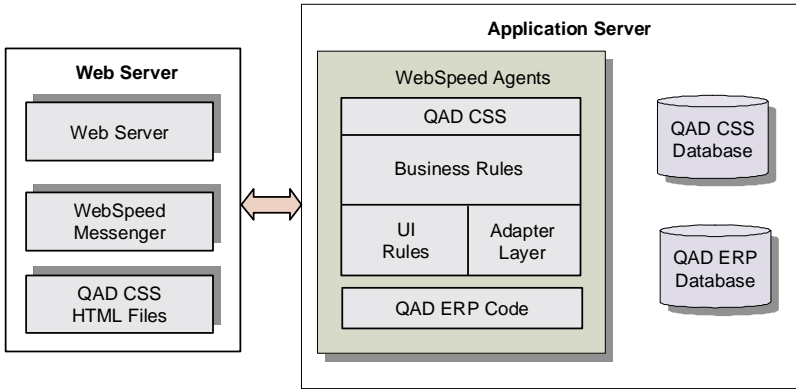 Web Server
Web Server
WebSpeed
Messenger
QAD CSS
HTML Files
Application Server
WebSpeed Agents
QAD CSS
Business Rules
UI
Rules
Adapter
Layer
QAD ERP Code
QAD CSS
Database
QAD ERP
Database